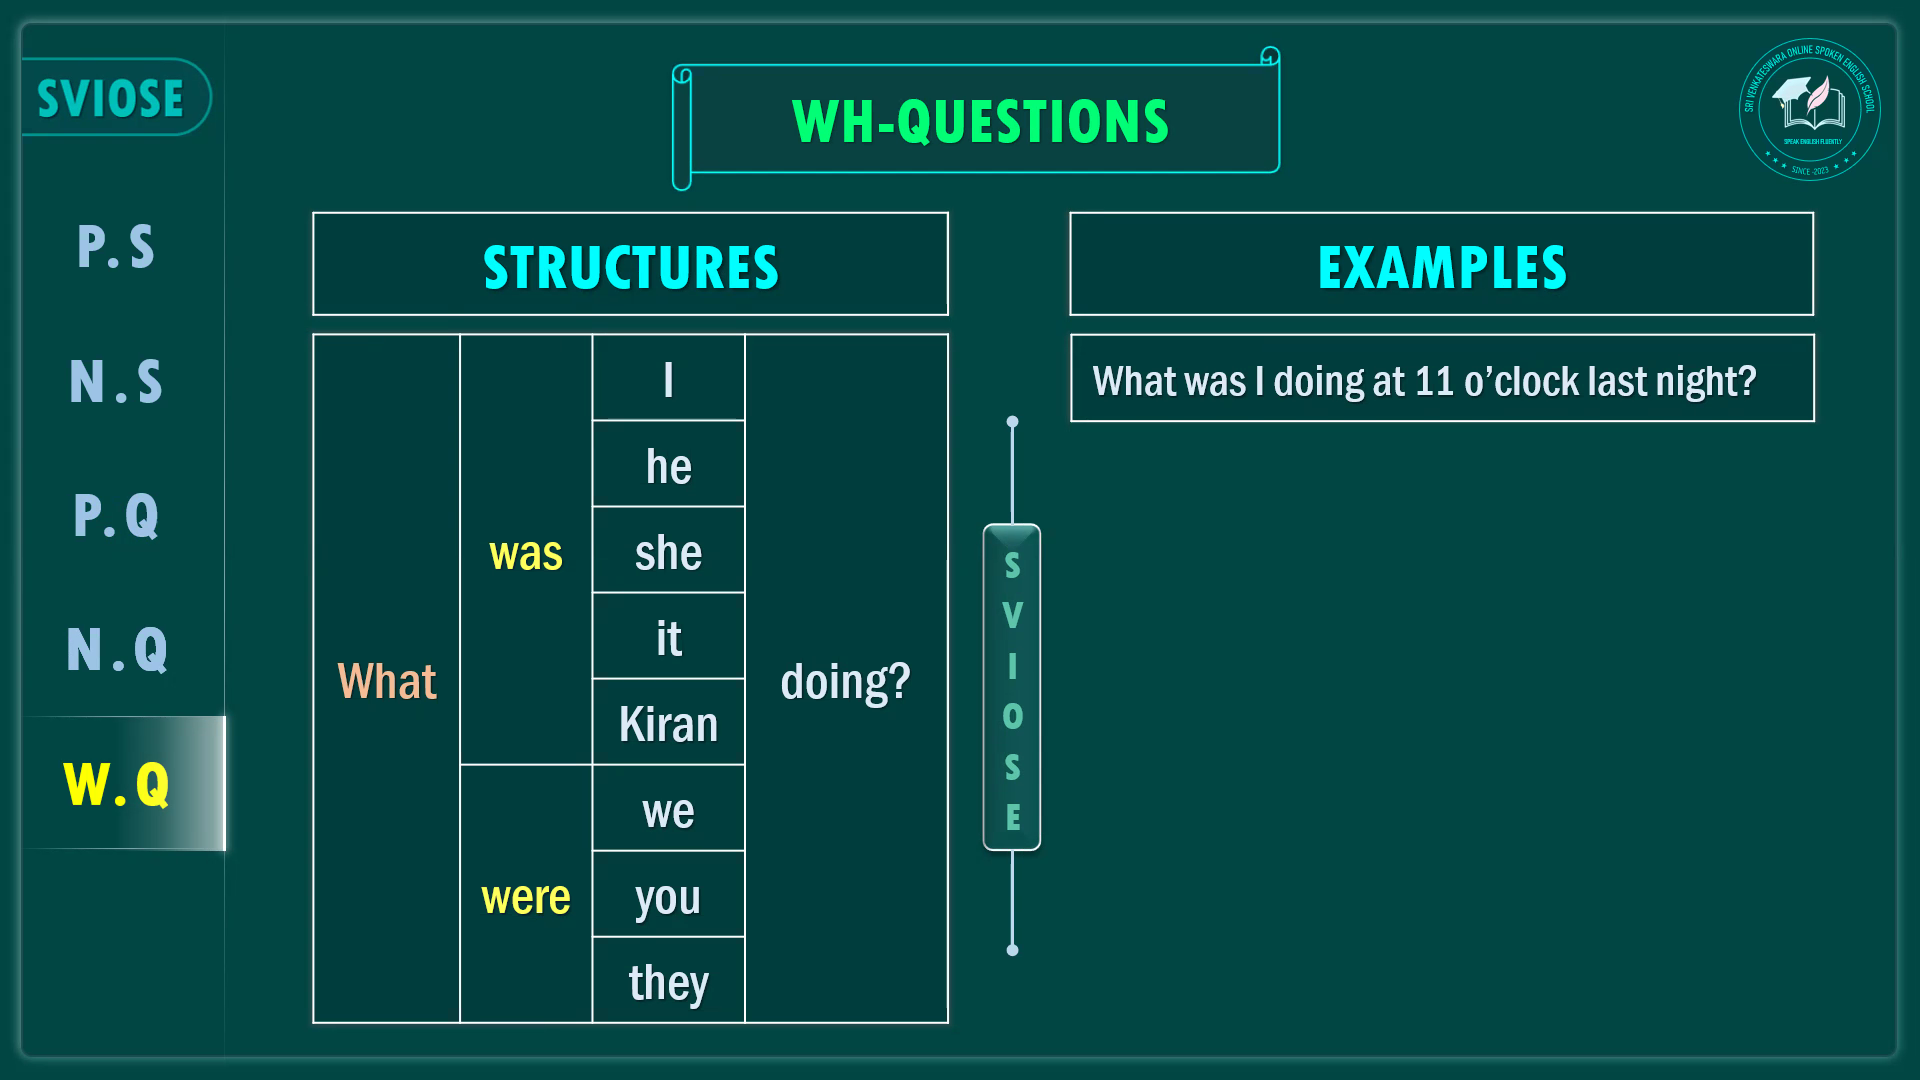 SVIOSE
WH-QUESTIONS
SRI VENKATESWARA ONLINE SPOKEN ENGLISH SCHOOL
SPEAK ENGLISH FLUENTLY
SINCE -2023
P.S
N.S
P.Q
N.Q
W.Q
STRUCTURES
What
was
I
he
she
it
Kiran
were
we
you
they
doing?
S
V
I
O
S
E
EXAMPLES
What was I doing at 11 o’clock last night?